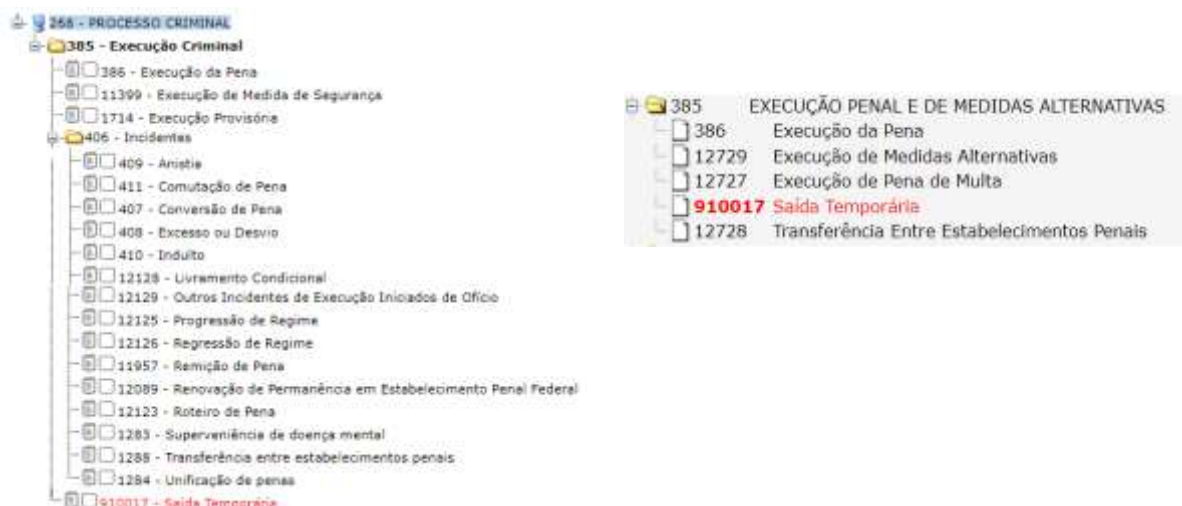 268 - PROCESSO CRIMINAL
385 - Execução Criminal
386 - Execução da Pena
11399 - Execução de Medida de Segurança
1714 - Execução Provisória
406 - Incidentes
409 - Anistia
411 - Comutação de Pena
407 - Conversão de Pena
408 - Excesso ou Desvio
410 - Indulto
12128 - Livramento Condicional
12129 - Outros Incidentes de Execução Iniciados de Ofício
12125 - Progressão de Regime
12126 - Regressão de Regime
11957 - Remição de Pena
12089 - Renovação de Permanência em Estabelecimento Penal Federal
12123 - Roteiro de Pena
1283 - Superveniência de doença mental
1288 - Transferência entre estabelecimentos penais
1284 - Unificação de penas
910017 - Saída Temporária
385 EXECUÇÃO PENAL E DE MEDIDAS ALTERNATIVAS
386 Execução da Pena
12729 Execução de Medidas Alternativas
12727 Execução de Pena de Multa
910017 Saída Temporária
12728 Transferência Entre Estabelecimentos Penais